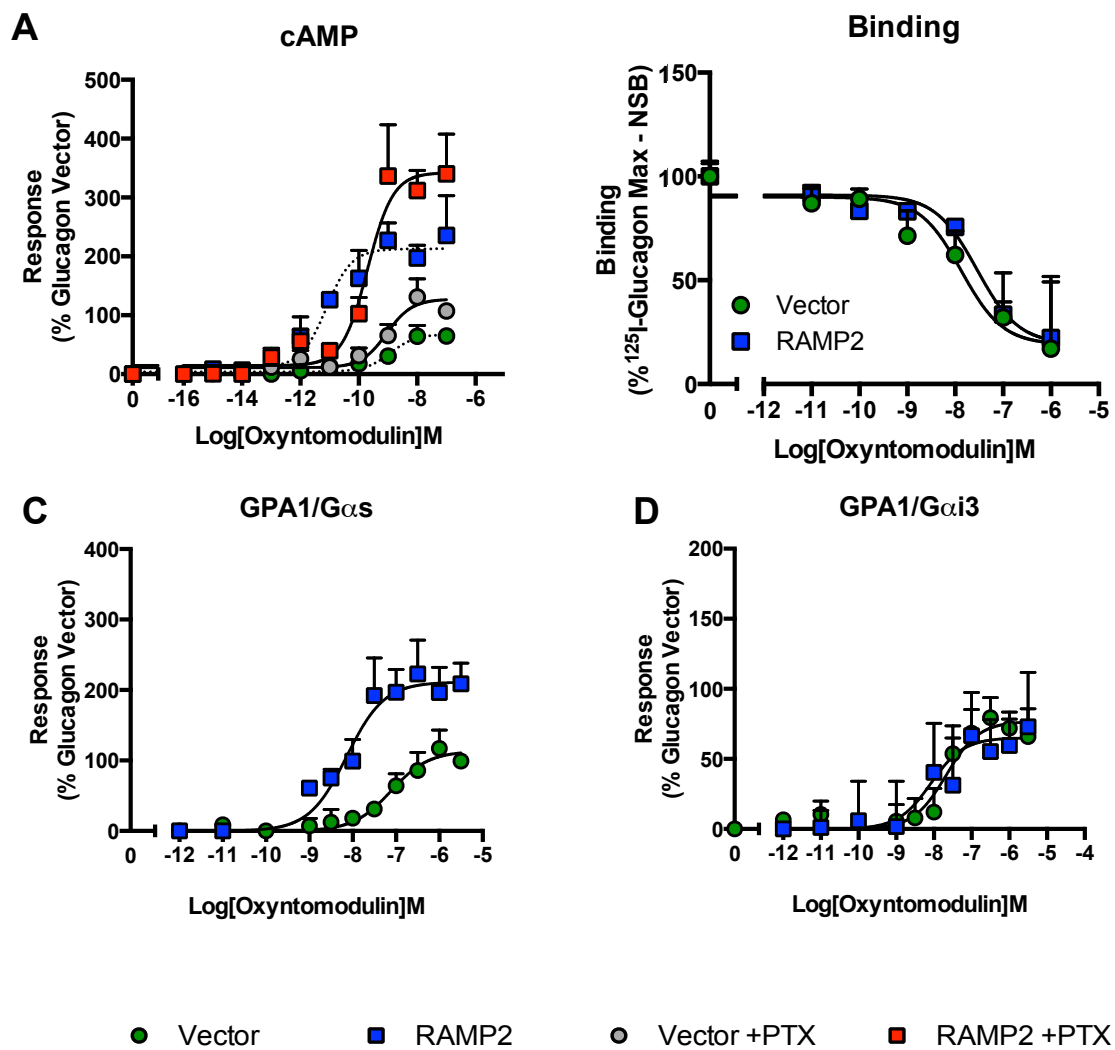 A
cAMP
Response
(% Glucagon Vector)
500
400
300
200
100
0
0 -16 -14 -12 -10 -8 -6
Log[Oxyntomodulin]M
Binding
Binding
(% ¹²⁵I-Glucagon Max - NSB)
150
100
50
0
Vector
RAMP2
0 -12 -11 -10 -9 -8 -7 -6 -5
Log[Oxyntomodulin]M
C
GPA1/Gαs
Response
(% Glucagon Vector)
400
300
200
100
0
0 -12 -11 -10 -9 -8 -7 -6 -5
Log[Oxyntomodulin]M
D
GPA1/Gαi3
Response
(% Glucagon Vector)
200
150
100
50
0
0 -12 -11 -10 -9 -8 -7 -6 -5 -4
Log[Oxyntomodulin]M
Vector RAMP2 Vector +PTX RAMP2 +PTX